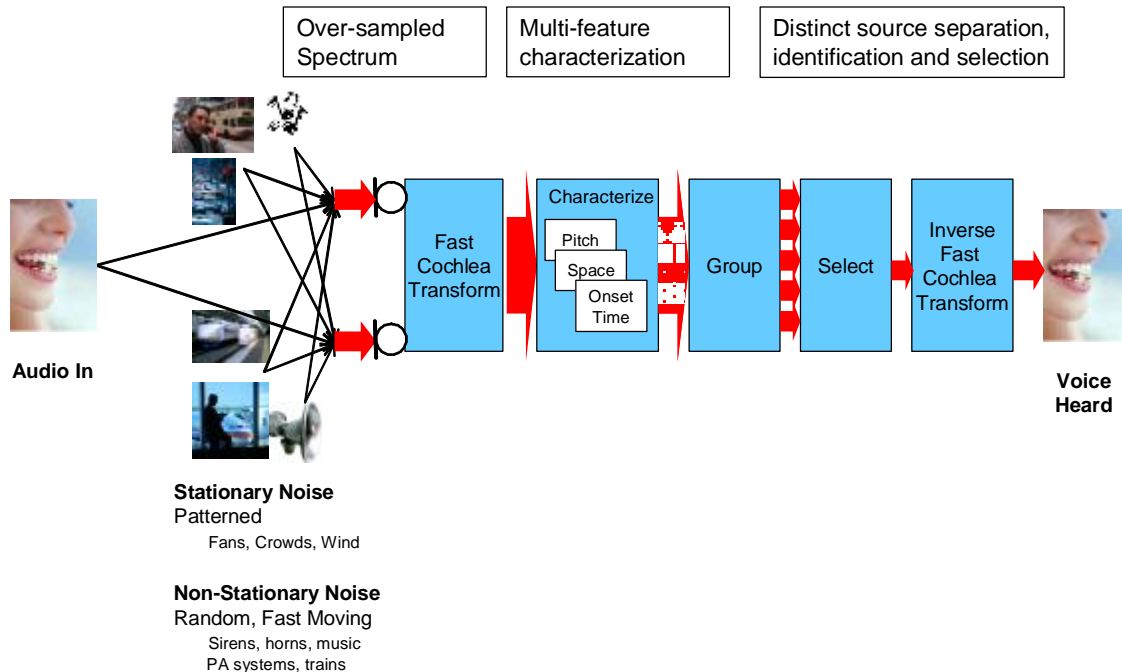 Over-sampled
Spectrum
Multi-feature
characterization
Distinct source separation,
identification and selection
Fast
Cochlea
Transform
Characterize
Pitch
Space
Onset
Time
Group
Select
Inverse
Fast
Cochlea
Transform
Audio In
Voice
Heard
Stationary Noise
Patterned
Fans, Crowds, Wind
Non-Stationary Noise
Random, Fast Moving
Sirens, horns, music
PA systems, trains